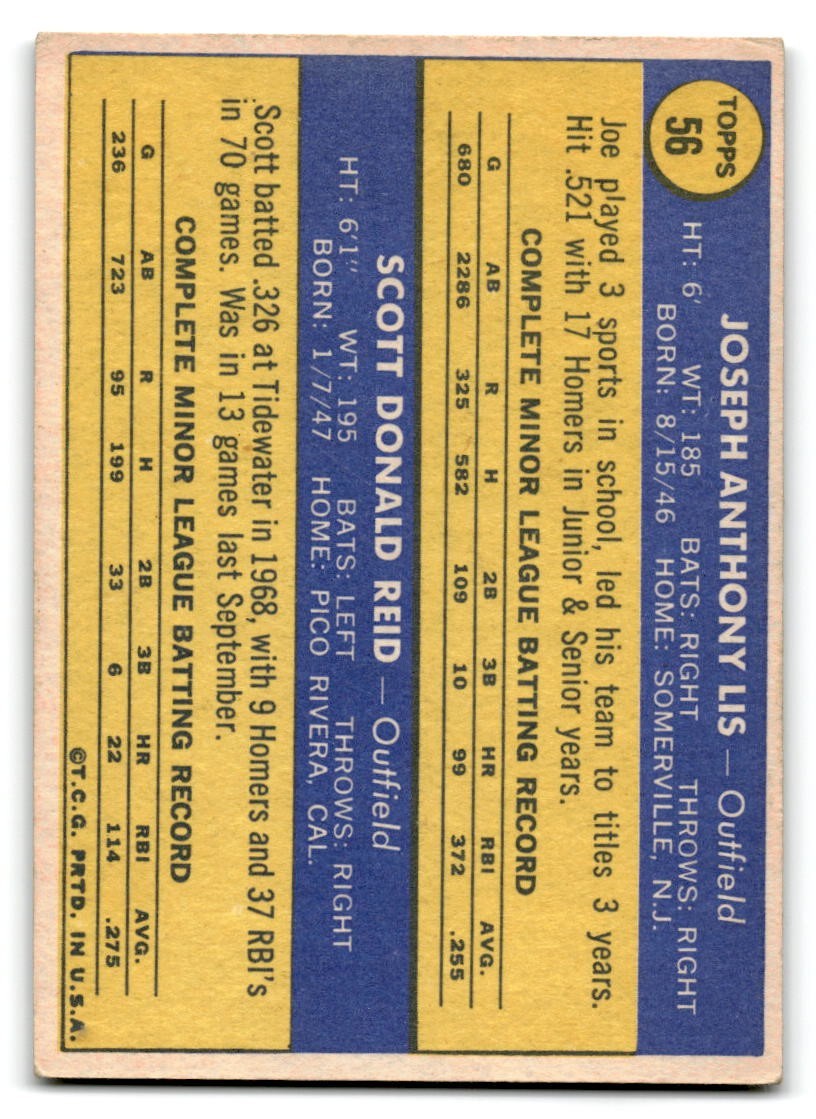 TOPPS
56
JOSEPH ANTHONY LIS — Outfield
HT: 6' WT: 185 BATS: RIGHT THROWS: RIGHT
BORN: 8/15/46 HOME: SOMERVILLE, N.J.
Joe played 3 sports in school, led his team to titles 3 years.
Hit .521 with 17 Homers in Junior & Senior years.
COMPLETE MINOR LEAGUE BATTING RECORD
G AB R H 2B 3B HR RBI AVG.
680 2286 325 582 109 10 99 372 .255
SCOTT DONALD REID — Outfield
HT: 6'1" WT: 195 BATS: LEFT THROWS: RIGHT
BORN: 1/7/47 HOME: PICO RIVERA, CAL.
Scott batted .326 at Tidewater in 1968, with 9 Homers and 37 RBI's
in 70 games. Was in 13 games last September.
COMPLETE MINOR LEAGUE BATTING RECORD
G AB R H 2B 3B HR RBI AVG.
236 723 95 199 33 6 22 114 .275
©T.C.G. PRTD. IN U.S.A.